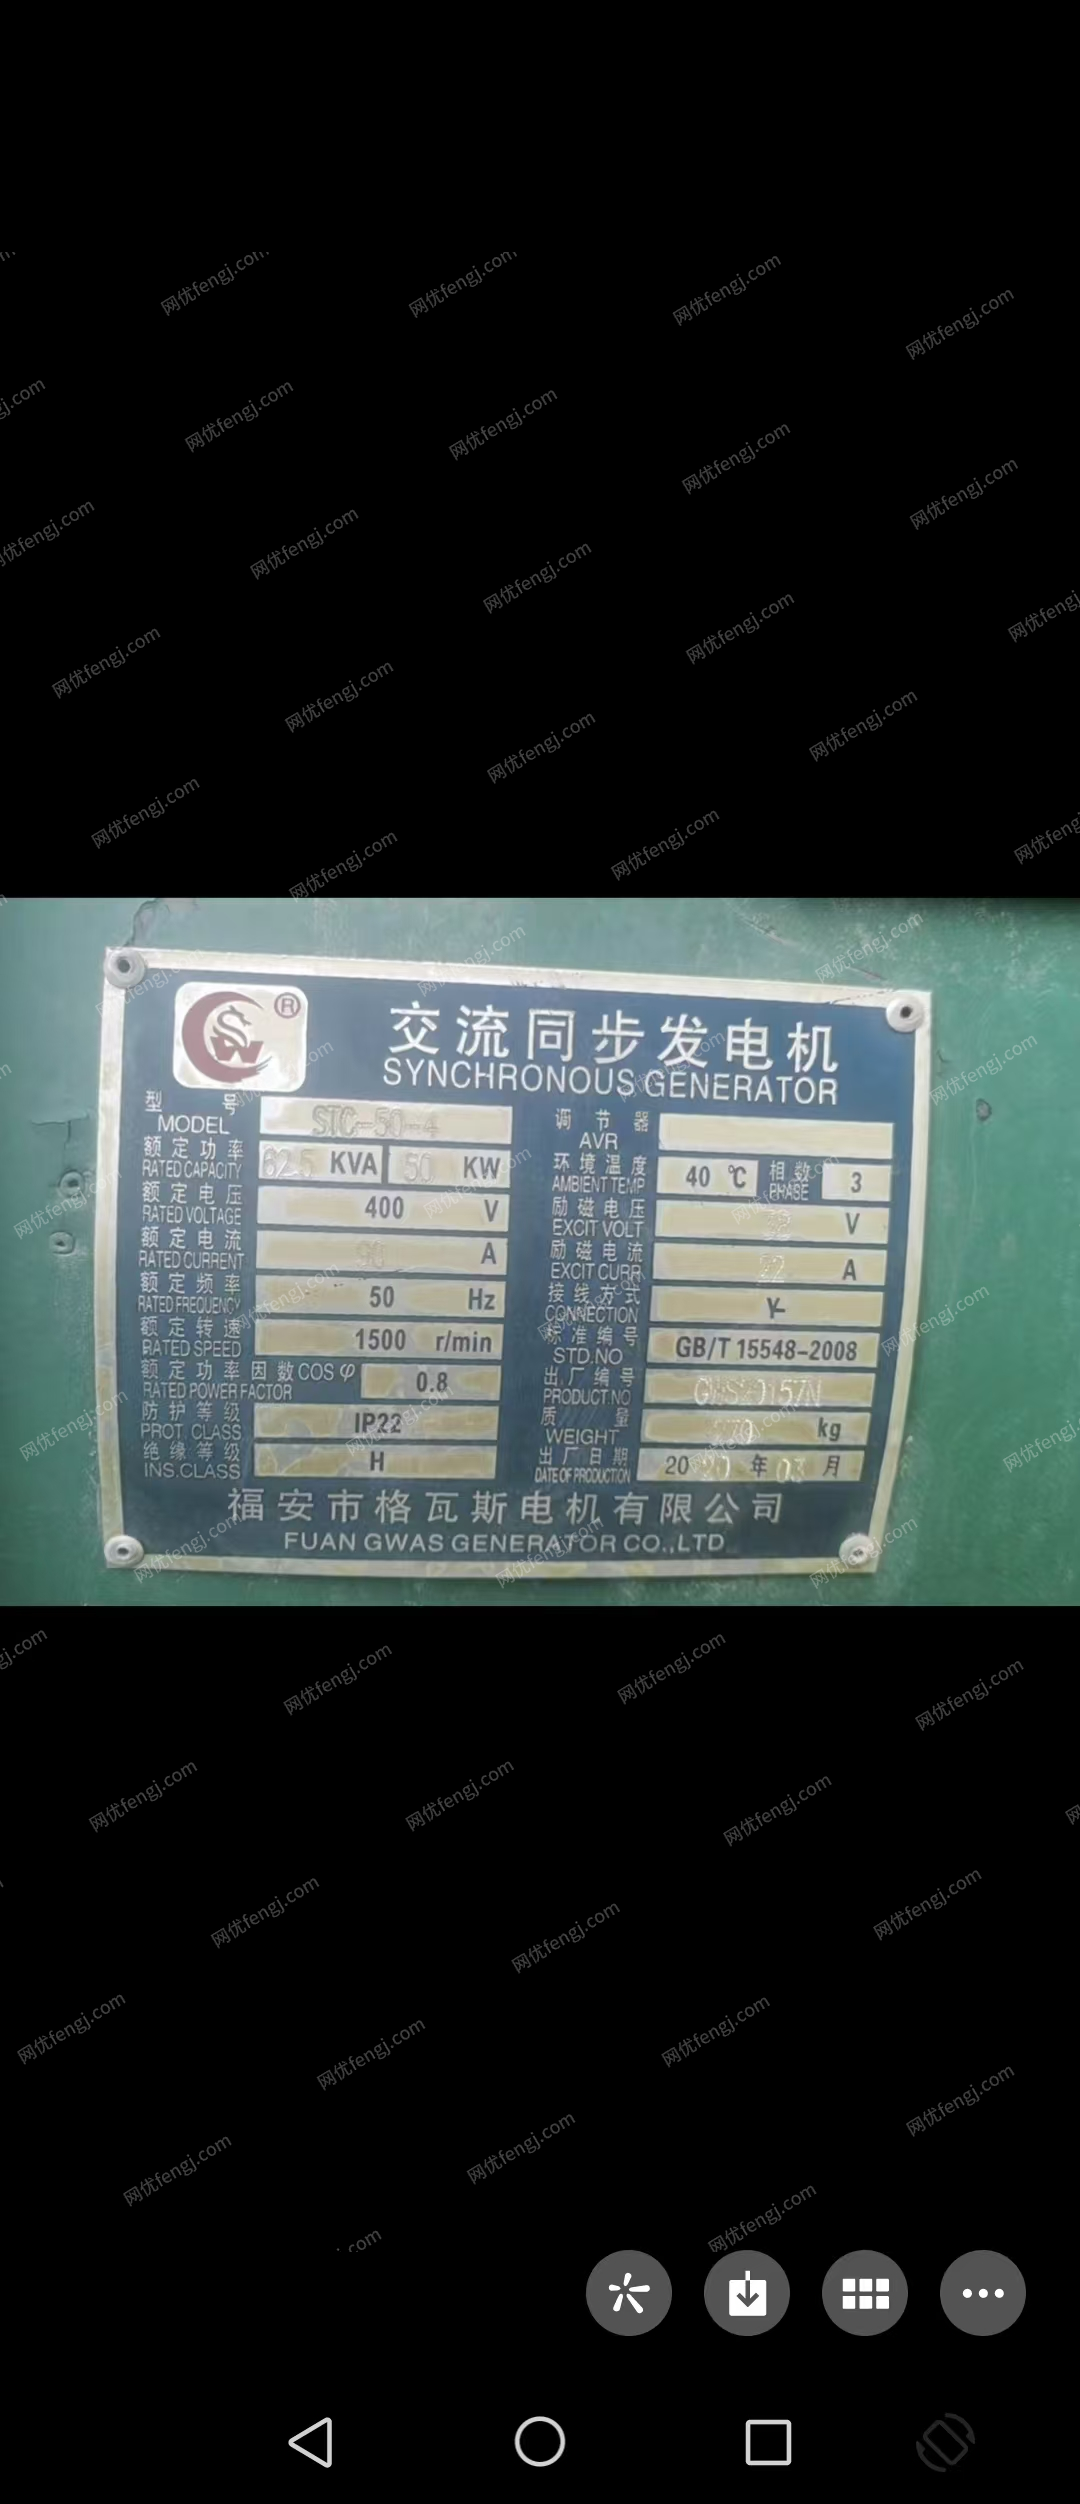 ®
交流同步发电机
SYNCHRONOUS GENERATOR
型 号
MODEL
STC-50-4
额定功率
RATED CAPACITY
62.5 KVA 50 KW
额定电压
RATED VOLTAGE
400 V
额定电流
RATED CURRENT
90 A
额定频率
RATED FREQUENCY
50 Hz
额定转速
RATED SPEED
1500 r/min
额定功率因数COSφ
RATED POWER FACTOR
0.8
防护等级
PROT. CLASS
IP22
绝缘等级
INS.CLASS
H
调节器
AVR
环境温度
AMBIENT TEMP
40 ℃
相数
PHASE
3
励磁电压
EXCIT VOLT
V
励磁电流
EXCIT CURR
A
接线方式
CONNECTION
标准编号
STD.NO
GB/T 15548-2008
出厂编号
PRODUCT.NO
质 量
WEIGHT
kg
出厂日期
DATE OF PRODUCTION
2020 年 03 月
福安市格瓦斯电机有限公司
FUAN GWAS GENERATOR CO.,LTD
网优fengj.com